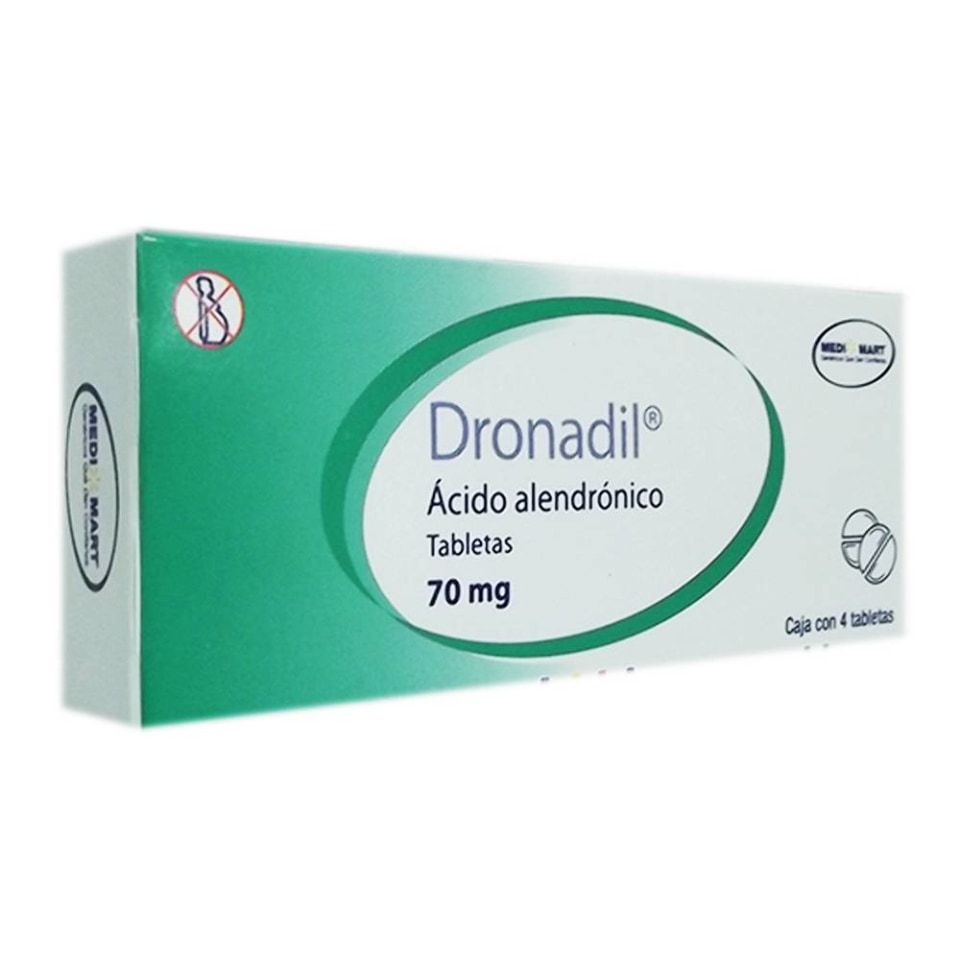 Dronadil®
Ácido alendrónico
Tabletas
70 mg
MEDI MART
Caja con 4 tabletas
MEDI MART